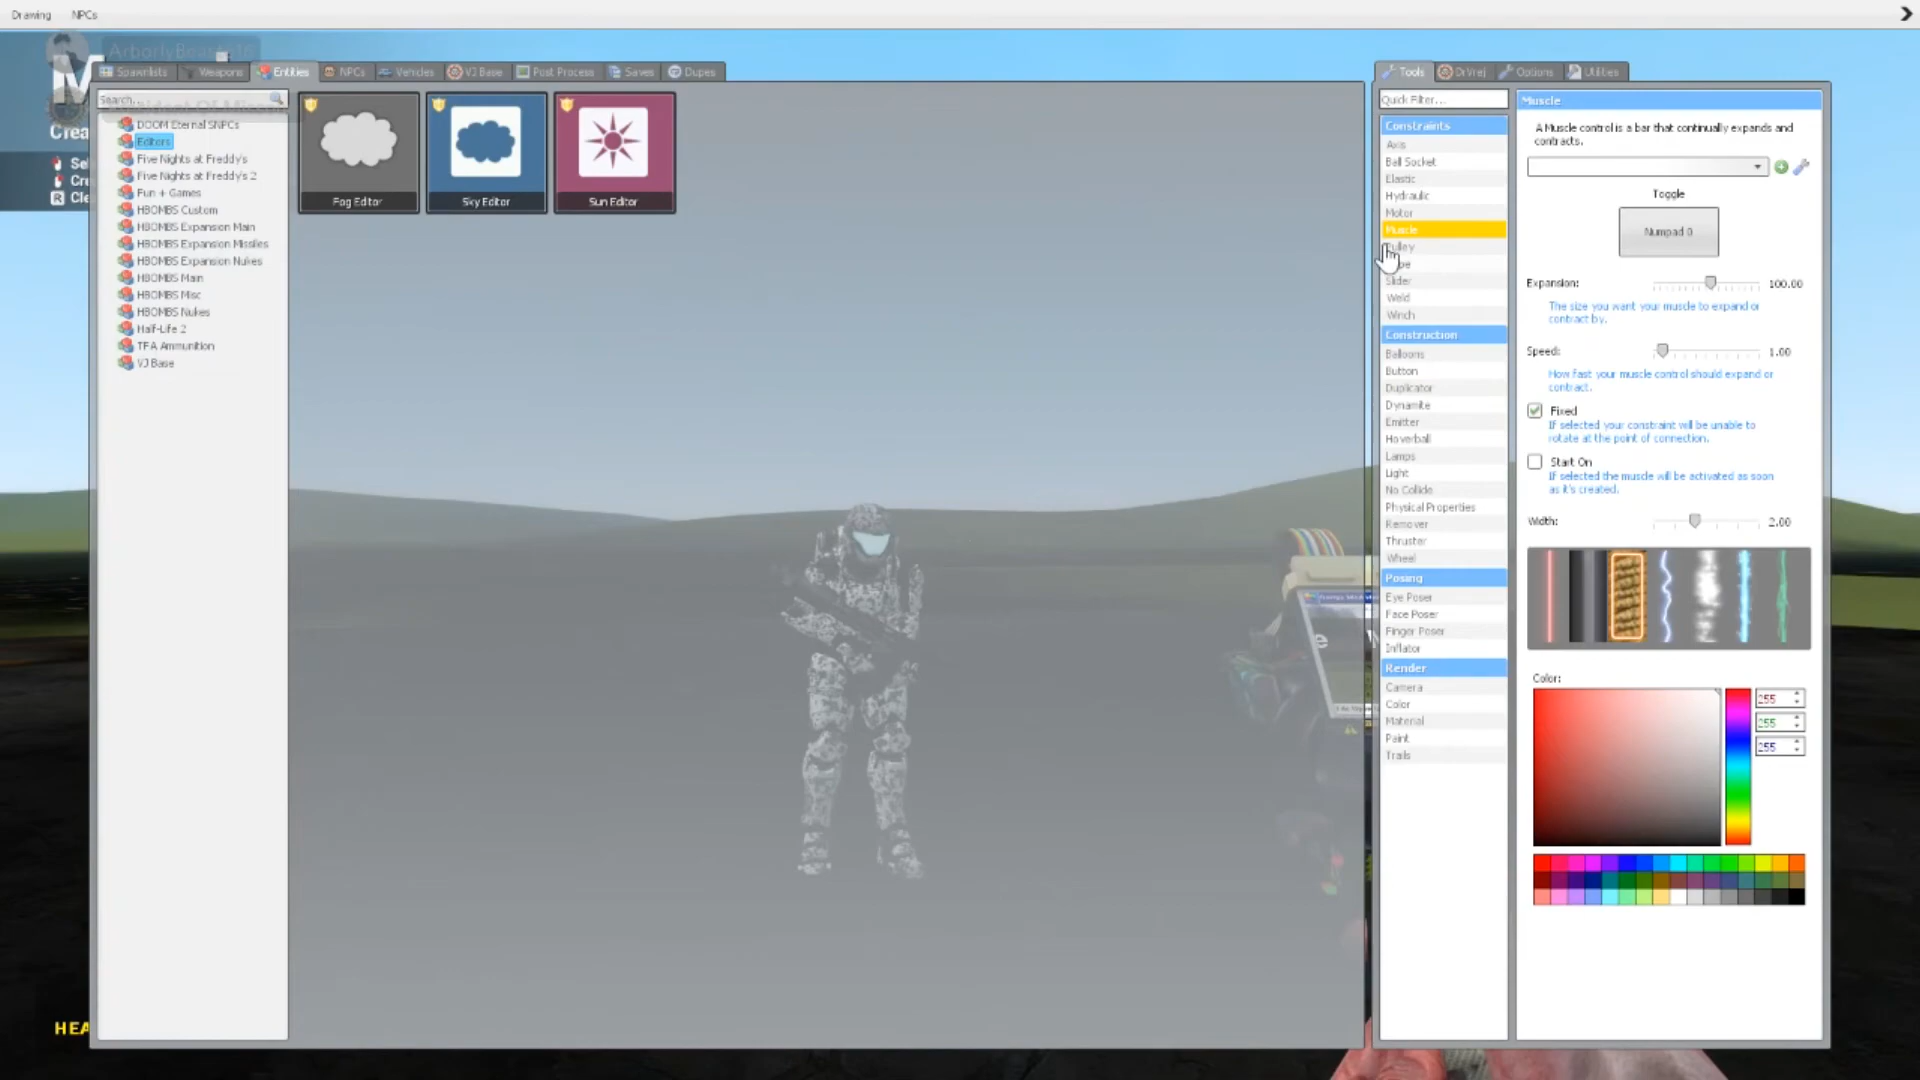 Drawing NPCs
ArborlyBeast
Spawnlists Weapons Entities NPCs Vehicles VJ Base Post Process Saves Dupes
Search...
DOOM Eternal SNPCs
Editors
Five Nights at Freddy's
Five Nights at Freddy's 2
Fun + Games
HBOMBS Custom
HBOMBS Expansion Main
HBOMBS Expansion Missiles
HBOMBS Expansion Nukes
HBOMBS Main
HBOMBS Misc
HBOMBS Nukes
Half-Life 2
TFA Ammunition
VJ Base
Fog Editor
Sky Editor
Sun Editor
M
Crea
Sel
Cre
R Cle
HEA
Tools DrVrej Options Utilities
Quick Filter...
Constraints
Axis
Ball Socket
Elastic
Hydraulic
Motor
Muscle
Pulley
Slider
Weld
Winch
Construction
Balloons
Button
Duplicator
Dynamite
Emitter
Hoverball
Lamps
Light
No Collide
Physical Properties
Remover
Thruster
Wheel
Posing
Eye Poser
Face Poser
Finger Poser
Inflator
Render
Camera
Color
Material
Paint
Trails
Muscle
A Muscle control is a bar that continually expands and
contracts.
Toggle
Numpad 0
Expansion: 100.00
The size you want your muscle to expand or
contract by.
Speed: 1.00
How fast your muscle control should expand or
contract.
Fixed
If selected your constraint will be unable to
rotate at the point of connection.
Start On
If selected the muscle will be activated as soon
as it's created.
Width: 2.00
Color:
255
255
255